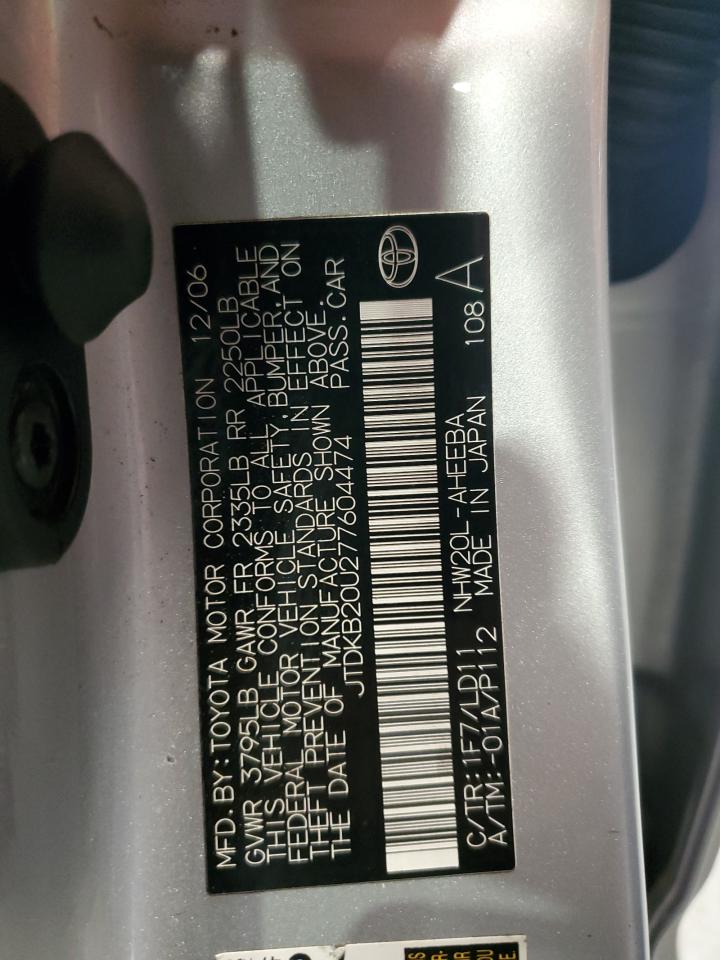 MFD. BY: TOYOTA MOTOR CORPORATION 12/06
GVWR 3795LB GAWR FR 2335LB RR 2250LB
THIS VEHICLE CONFORMS TO ALL APPLICABLE
FEDERAL MOTOR VEHICLE SAFETY, BUMPER, AND
THEFT PREVENTION STANDARDS IN EFFECT ON
THE DATE OF MANUFACTURE SHOWN ABOVE.
JTDKB20U277604474 PASS. CAR
C/TR: 1F7/LD11 NHW20L-AHEEBA 108 A
A/TM: -01A/P112 MADE IN JAPAN